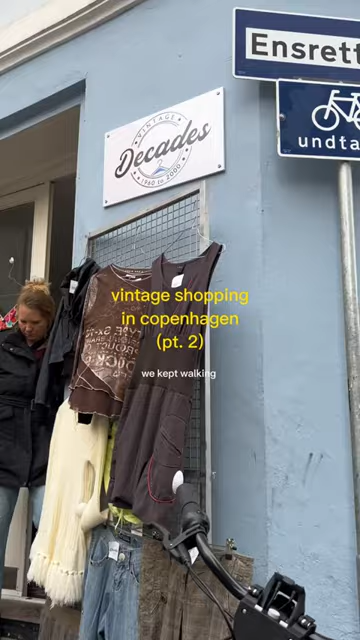 Ensrett
undta
VINTAGE
Decades
1960 to 2000
vintage shopping
in copenhagen
(pt. 2)
we kept walking